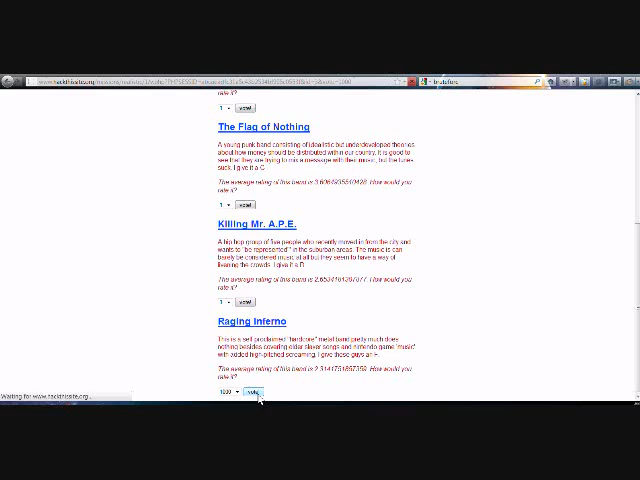 rate it?
1 vote!
The Flag of Nothing
A young punk band consisting of idealistic but underdeveloped theories
about how money should be distributed within our country. It is good to
see that they are trying to mix a message with their music, but the tunes
suck. I give it a C
The average rating of this band is How would you
rate it?
1 vote!
Killing Mr. A.P.E.
A hip hop group of five people who recently moved in from the city and
wants to "be represented" in the suburban areas. The music is can
barely be considered music at all but they seem to have a way of
livening the crowds. I give it a D
The average rating of this band is How would you
rate it?
1 vote!
Raging Inferno
This is a self proclaimed "hardcore" metal band pretty much does
nothing besides covering older slayer songs and nintendo game 'music'
with added high-pitched screaming. I give these guys an F.
The average rating of this band is How would you
rate it?
1000 vote!
Waiting for www.hackthissite.org...